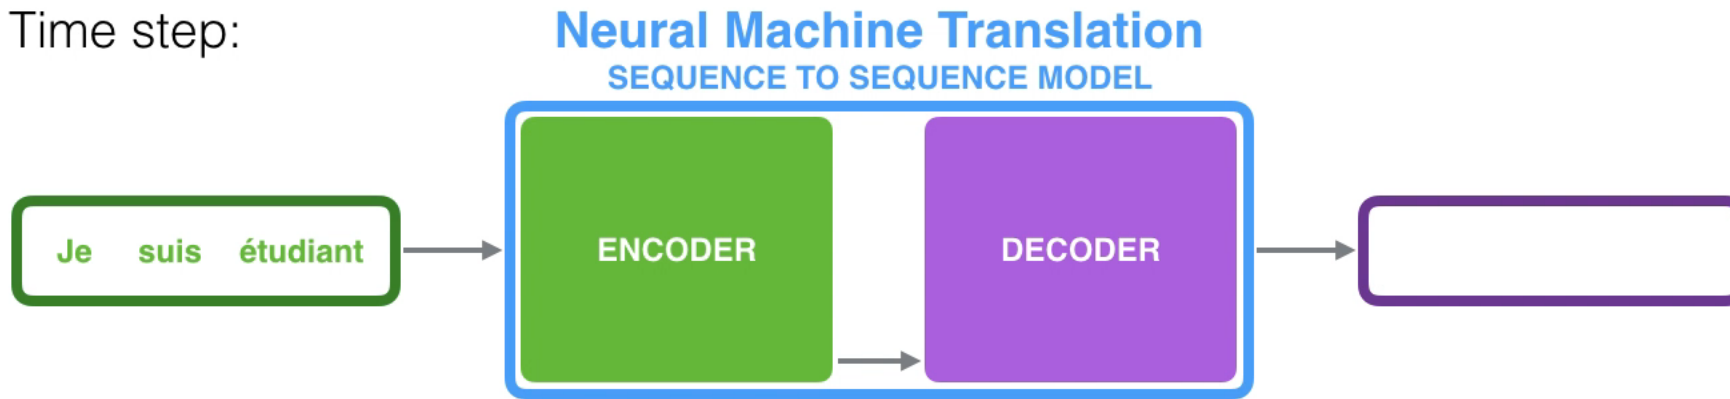 Time step:
Neural Machine Translation
SEQUENCE TO SEQUENCE MODEL
Je suis étudiant
ENCODER
DECODER